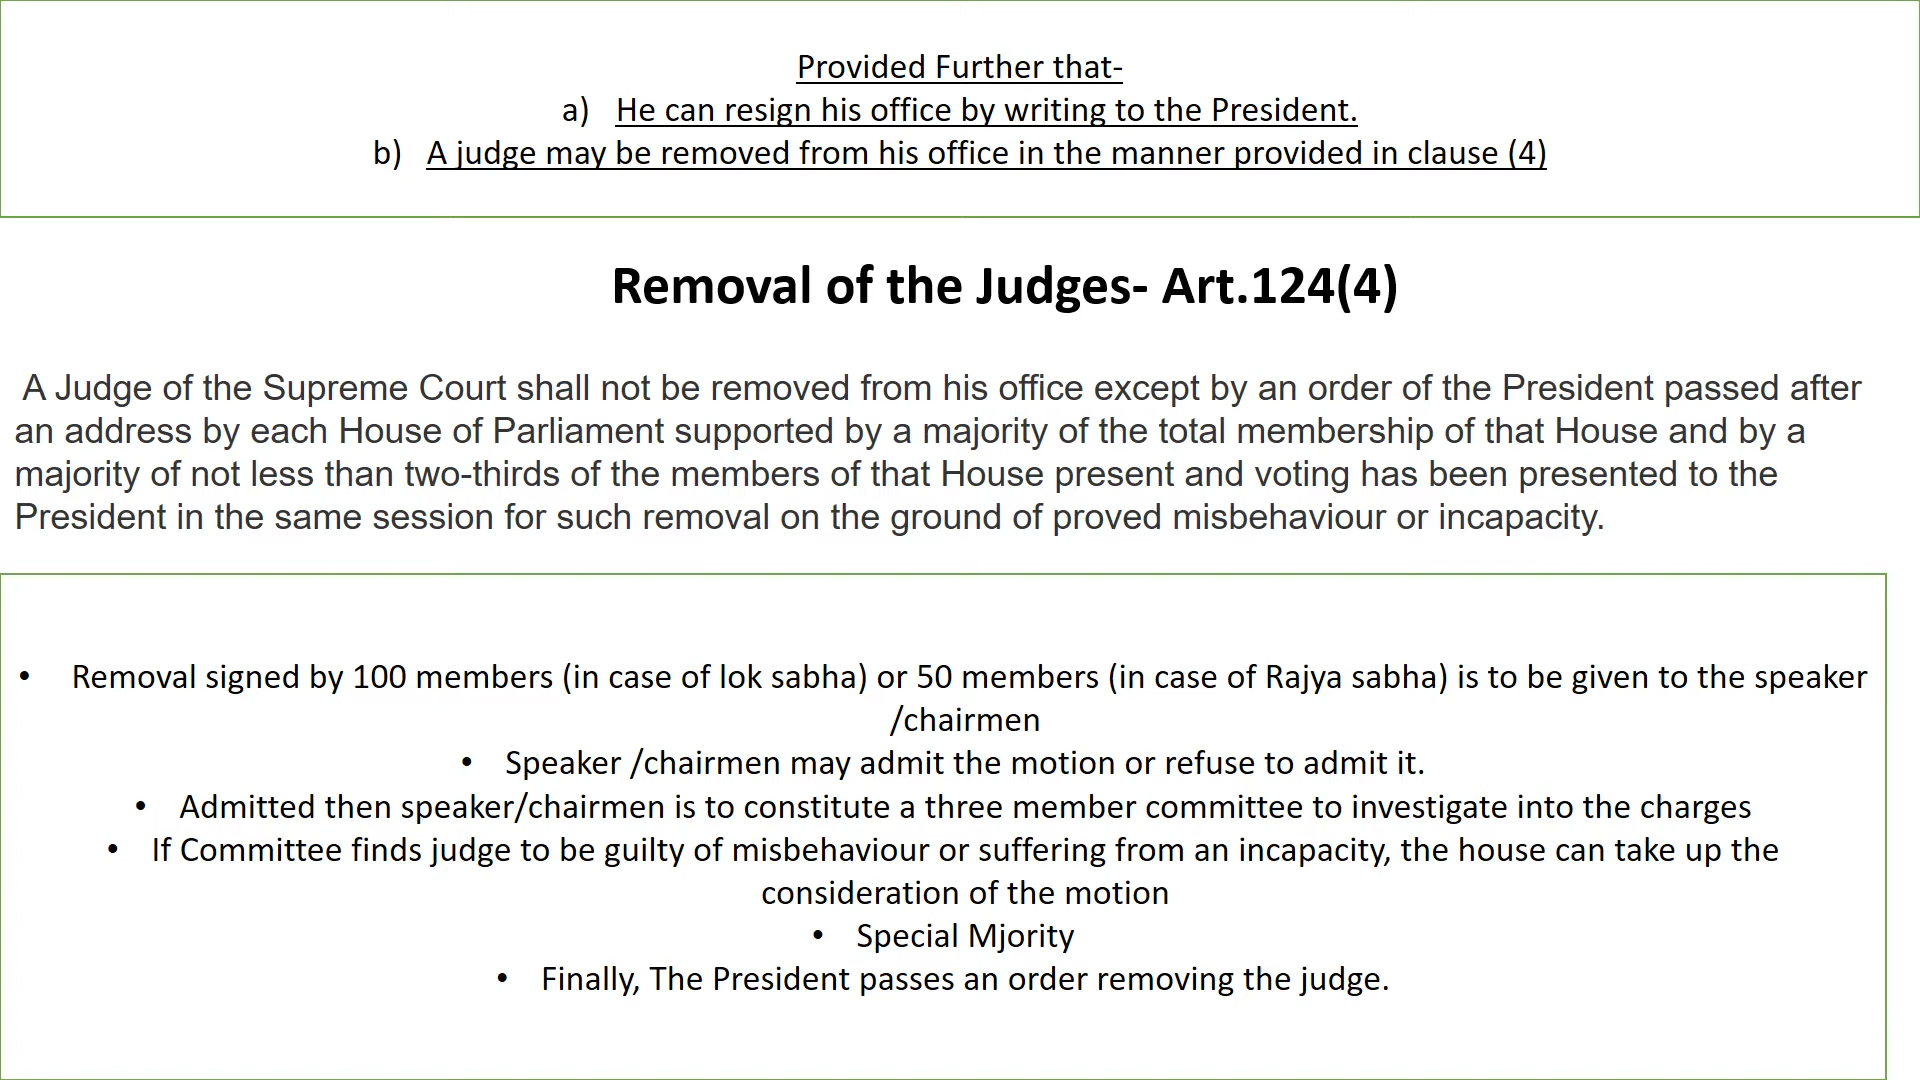 Provided Further that-
a) He can resign his office by writing to the President.
b) A judge may be removed from his office in the manner provided in clause (4)
Removal of the Judges- Art.124(4)
A Judge of the Supreme Court shall not be removed from his office except by an order of the President passed after
an address by each House of Parliament supported by a majority of the total membership of that House and by a
majority of not less than two-thirds of the members of that House present and voting has been presented to the
President in the same session for such removal on the ground of proved misbehaviour or incapacity.
• Removal signed by 100 members (in case of lok sabha) or 50 members (in case of Rajya sabha) is to be given to the speaker
/chairmen
• Speaker /chairmen may admit the motion or refuse to admit it.
• Admitted then speaker/chairmen is to constitute a three member committee to investigate into the charges
• If Committee finds judge to be guilty of misbehaviour or suffering from an incapacity, the house can take up the
consideration of the motion
• Special Mjority
• Finally, The President passes an order removing the judge.